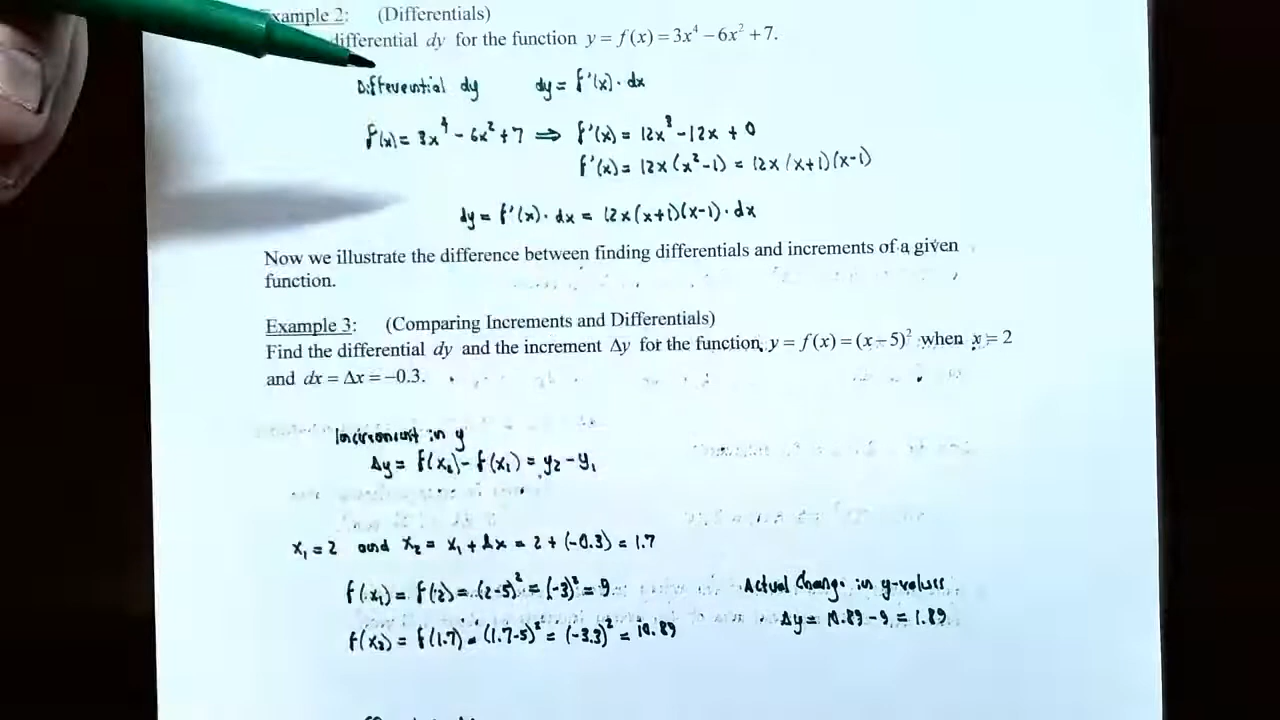 xample 2: (Differentials)
differential dy for the function y = f(x) = 3x⁴ − 6x² + 7.
Differential dy dy = f'(x) · dx
f(x) = 3x⁴ − 6x² + 7 ⟹ f'(x) = 12x³ − 12x + 0
f'(x) = 12x(x² − 1) = 12x(x+1)(x−1)
dy = f'(x) · dx = 12x(x+1)(x−1) · dx
Now we illustrate the difference between finding differentials and increments of a given
function.
Example 3: (Comparing Increments and Differentials)
Find the differential dy and the increment Δy for the function, y = f(x) = (x − 5)² when x = 2
and dx = Δx = −0.3.
Increment in y
Δy = f(x₂) − f(x₁) = y₂ − y₁
x₁ = 2 and x₂ = x₁ + Δx = 2 + (−0.3) = 1.7
f(x₁) = f(2) = (2−5)² = (−3)² = 9
Actual Change in y-values
f(x₂) = f(1.7) = (1.7−5)² = (−3.3)² = 10.89
Δy = 10.89 − 9 = 1.89